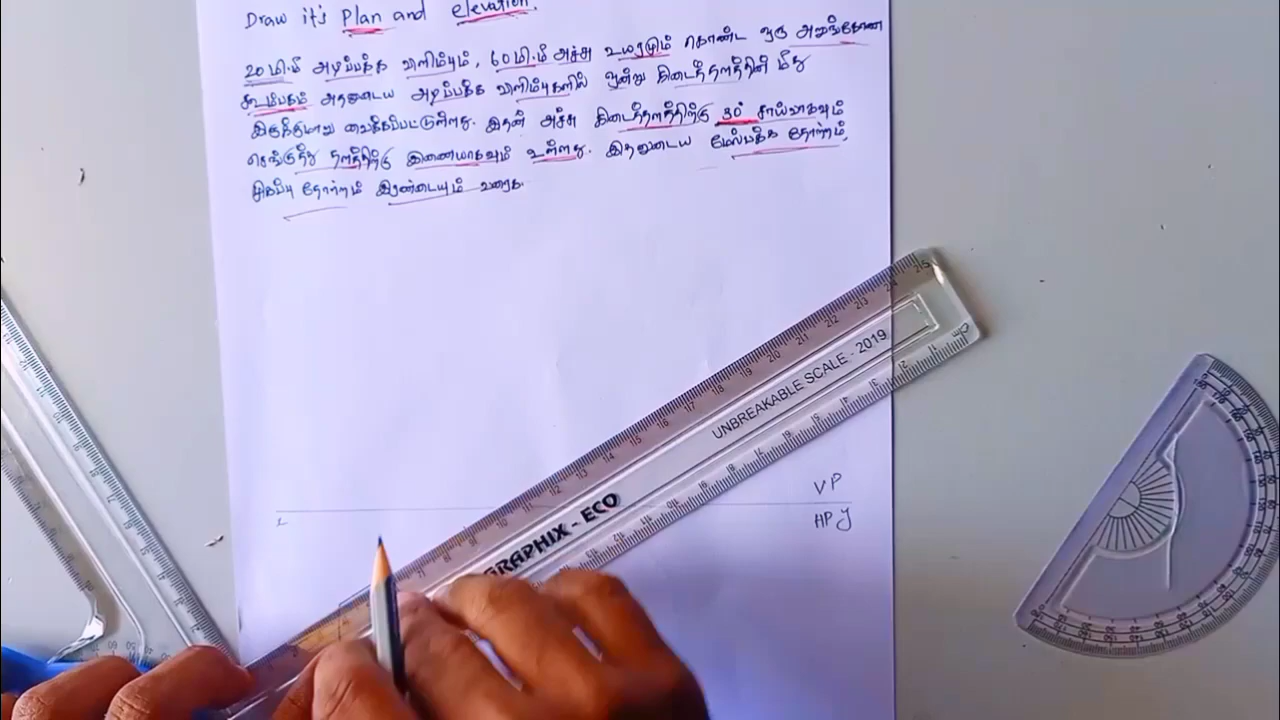 Draw it's plan and elevation.
20 மி.மீ அடிப்பக்க விளிம்பும், 60 மி.மீ அச்சு உயரமும் கொண்ட ஒரு அறுங்கோண
கூம்பகம் அதனுடைய அடிப்பக்க விளிம்புகளில் ஒன்று கிடைத்தளத்தின் மீது
இருக்குமாறு வைக்கப்பட்டுள்ளது. இதன் அச்சு கிடைத்தளத்திற்கு 30° சாய்வாகவும்
செங்குத்து தளத்திற்கு இணையாகவும் உள்ளது. இதனுடைய மேல்பக்க தோற்றம்,
முகப்பு தோற்றம் இரண்டையும் வரைக.
UNBREAKABLE SCALE - 2019
GRAPHIX - ECO
VP
HP y